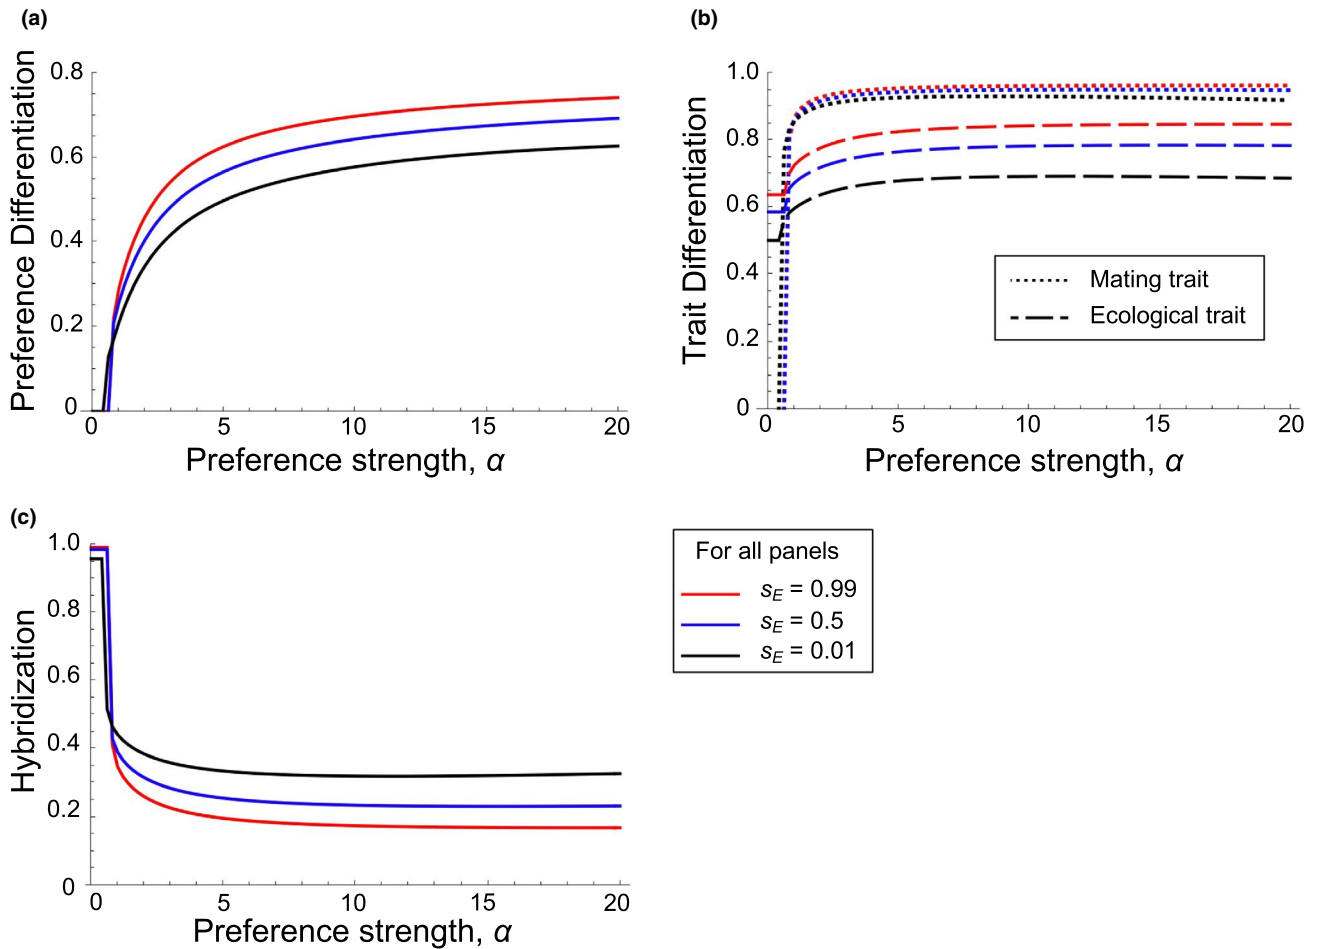 (a)
Preference Differentiation
0.8
0.6
0.4
0.2
0
0 5 10 15 20
Preference strength, α
(b)
Trait Differentiation
1.0
0.8
0.6
0.4
0.2
0
Mating trait
Ecological trait
0 5 10 15 20
Preference strength, α
(c)
Hybridization
1.0
0.8
0.6
0.4
0.2
0
0 5 10 15 20
Preference strength, α
For all panels
sE = 0.99
sE = 0.5
sE = 0.01